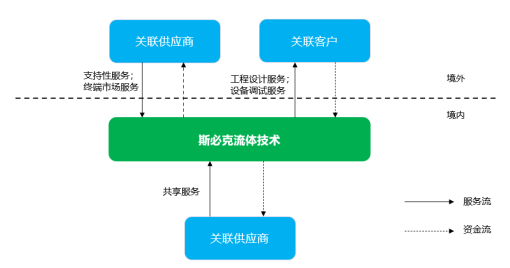 关联供应商
关联客户
支持性服务；
终端市场服务
工程设计服务；
设备调试服务
境外
境内
斯必克流体技术
共享服务
服务流
关联供应商
资金流